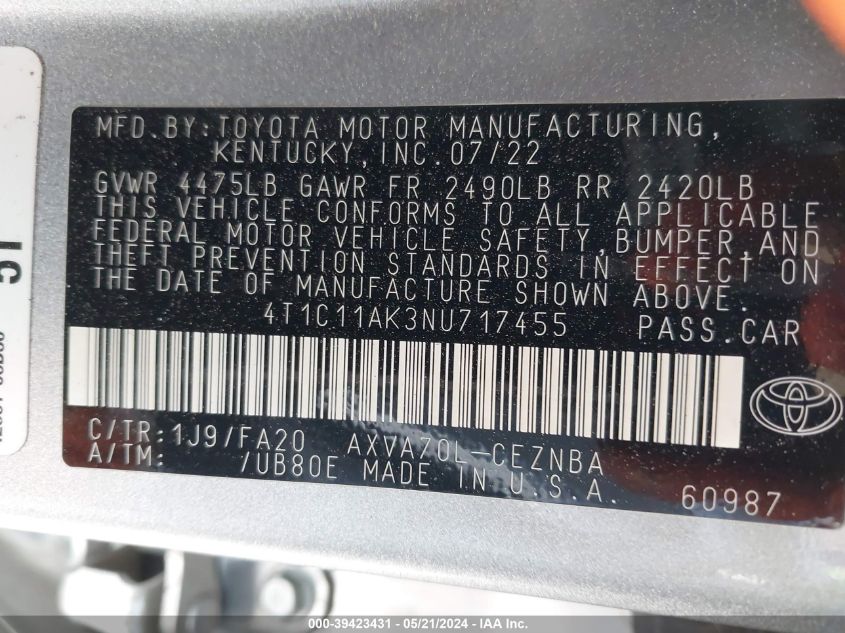 MFD.BY:TOYOTA MOTOR MANUFACTURING,
KENTUCKY,INC.07/22
GVWR 4475LB GAWR FR 2490LB RR 2420LB
THIS VEHICLE CONFORMS TO ALL APPLICABLE
FEDERAL MOTOR VEHICLE SAFETY,BUMPER,AND
THEFT PREVENTION STANDARDS IN EFFECT ON
THE DATE OF MANUFACTURE SHOWN ABOVE.
4T1C11AK3NU717455 PASS.CAR
C/TR:1J9/FA20 AXVA70L-CEZNBA
A/TM: /UB80E MADE IN U.S.A.
60987
000-39423431 - 05/21/2024 - IAAI.COM